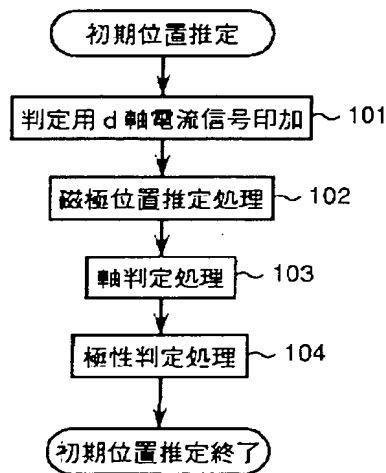 初期位置推定
判定用d軸電流信号印加 101
磁極位置推定処理 102
軸判定処理 103
極性判定処理 104
初期位置推定終了